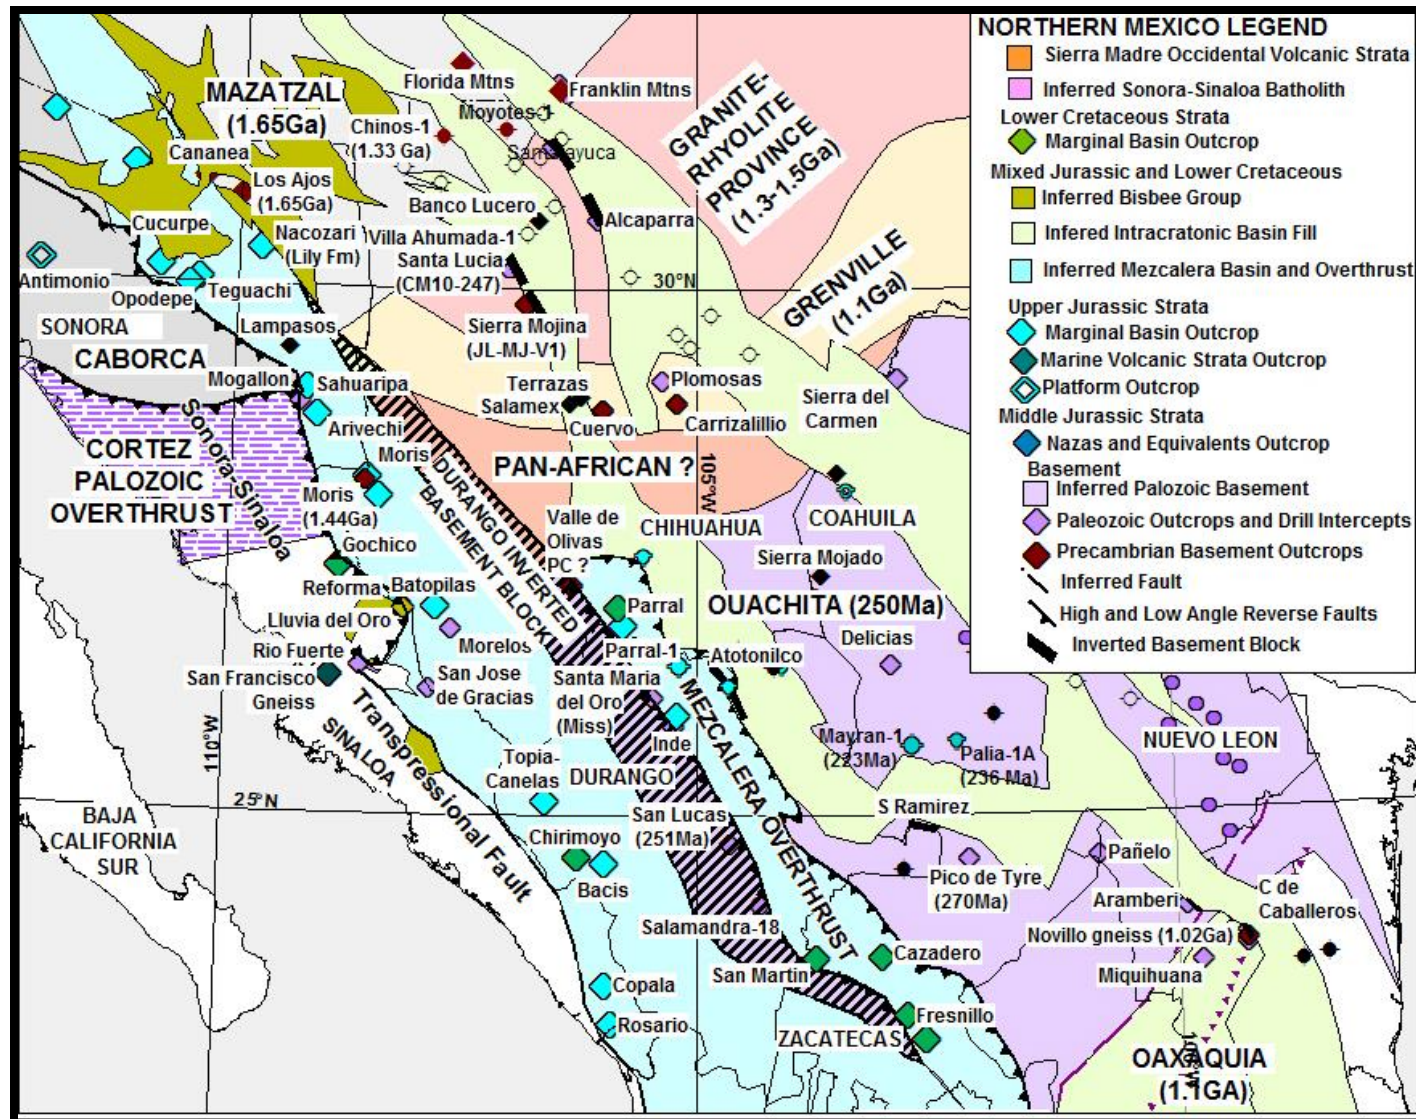 NORTHERN MEXICO LEGEND
Sierra Madre Occidental Volcanic Strata
Inferred Sonora-Sinaloa Batholith
Lower Cretaceous Strata
Marginal Basin Outcrop
Mixed Jurassic and Lower Cretaceous
Inferred Bisbee Group
Infered Intracratonic Basin Fill
Inferred Mezcalera Basin and Overthrust
Upper Jurassic Strata
Marginal Basin Outcrop
Marine Volcanic Strata Outcrop
Platform Outcrop
Middle Jurassic Strata
Nazas and Equivalents Outcrop
Basement
Inferred Palozoic Basement
Paleozoic Outcrops and Drill Intercepts
Precambrian Basement Outcrops
Inferred Fault
High and Low Angle Reverse Faults
Inverted Basement Block
MAZATZAL
(1.65Ga)
Florida Mtns
Franklin Mtns
Moyotes-1
Chinos-1
(1.33 Ga)
GRANITE-
RHYOLITE
PROVINCE
(1.3-1.5Ga)
Cananea
Los Ajos
(1.65Ga)
Banco Lucero
Alcaparra
Cucurpe
Nacozari
(Lily Fm)
Villa Ahumada-1
Santa Lucia
(CM10-247)
Antimonio
Opodepe
Teguachi
30°N
GRENVILLE
(1.1Ga)
SONORA
CABORCA
Lampasos
Sierra Mojina
(JL-MJ-V1)
Mogallon
Sahuaripa
Terrazas
Salamex
Plomosas
Sierra del
Carmen
Arivechi
Cuervo
Carrizalillio
Sonora-Sinaloa
CORTEZ
PALOZOIC
OVERTHRUST
Moris
Moris
(1.44Ga)
PAN-AFRICAN ?
105°W
DURANGO INVERTED
BASEMENT BLOCK
Valle de
Olivas
PC ?
CHIHUAHUA
COAHUILA
Gochico
Sierra Mojado
Reforma
Batopilas
Parral
OUACHITA (250Ma)
Lluvia del Oro
Morelos
Delicias
Rio Fuerte
Parral-1
Atotonilco
San Francisco
Gneiss
San Jose
de Gracias
Santa Maria
del Oro
(Miss)
MEZCALERA OVERTHRUST
Transpressional Fault
SINALOA
110°W
Inde
Mayran-1
(223Ma)
Palia-1A
(236 Ma)
NUEVO LEON
Topia-
Canelas
DURANGO
25°N
BAJA
CALIFORNIA
SUR
San Lucas
(251Ma)
S Ramirez
Chirimoyo
Bacis
Pico de Tyre
(270Ma)
Pañelo
Aramberi
C de
Caballeros
Salamandra-18
Novillo gneiss (1.02Ga)
San Martin
Cazadero
Miquihuana
Copala
Rosario
Fresnillo
ZACATECAS
OAXAQUIA
(1.1GA)